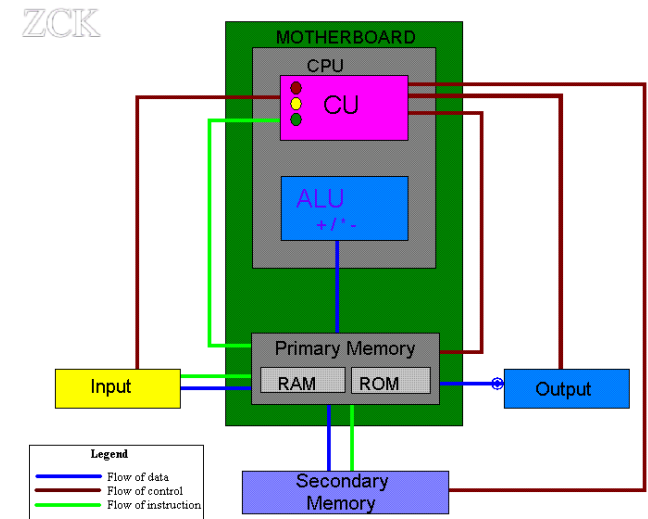 ZCK
MOTHERBOARD
CPU
CU
ALU
+ / * -
Primary Memory
RAM
ROM
Input
Output
Secondary
Memory
Legend
Flow of data
Flow of control
Flow of instruction